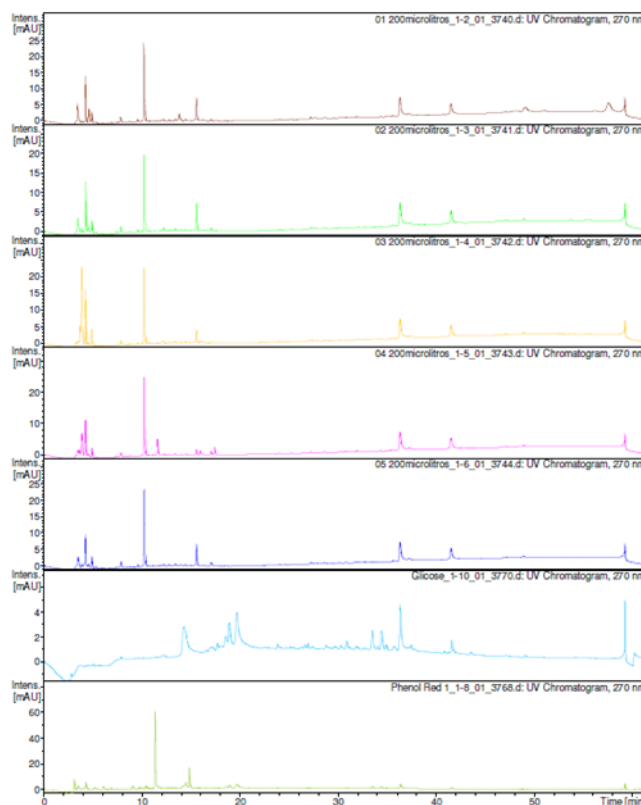 Intens. 01 200microlitros_1-2_01_3740.d: UV Chromatogram, 270 nm
[mAU]
25
20
15
10
5
0
Intens. 02 200microlitros_1-3_01_3741.d: UV Chromatogram, 270 nm
[mAU]
20
15
10
5
0
Intens. 03 200microlitros_1-4_01_3742.d: UV Chromatogram, 270 nm
[mAU]
20
15
10
5
0
Intens. 04 200microlitros_1-5_01_3743.d: UV Chromatogram, 270 nm
[mAU]
20
10
0
Intens. 05 200microlitros_1-6_01_3744.d: UV Chromatogram, 270 nm
[mAU]
25
20
15
10
5
0
Intens. Glicose_1-10_01_3770.d: UV Chromatogram, 270 nm
[mAU]
4
2
0
Intens. Phenol Red 1_1-8_01_3768.d: UV Chromatogram, 270 nm
[mAU]
60
40
20
0
0 10 20 30 40 50 Time [m